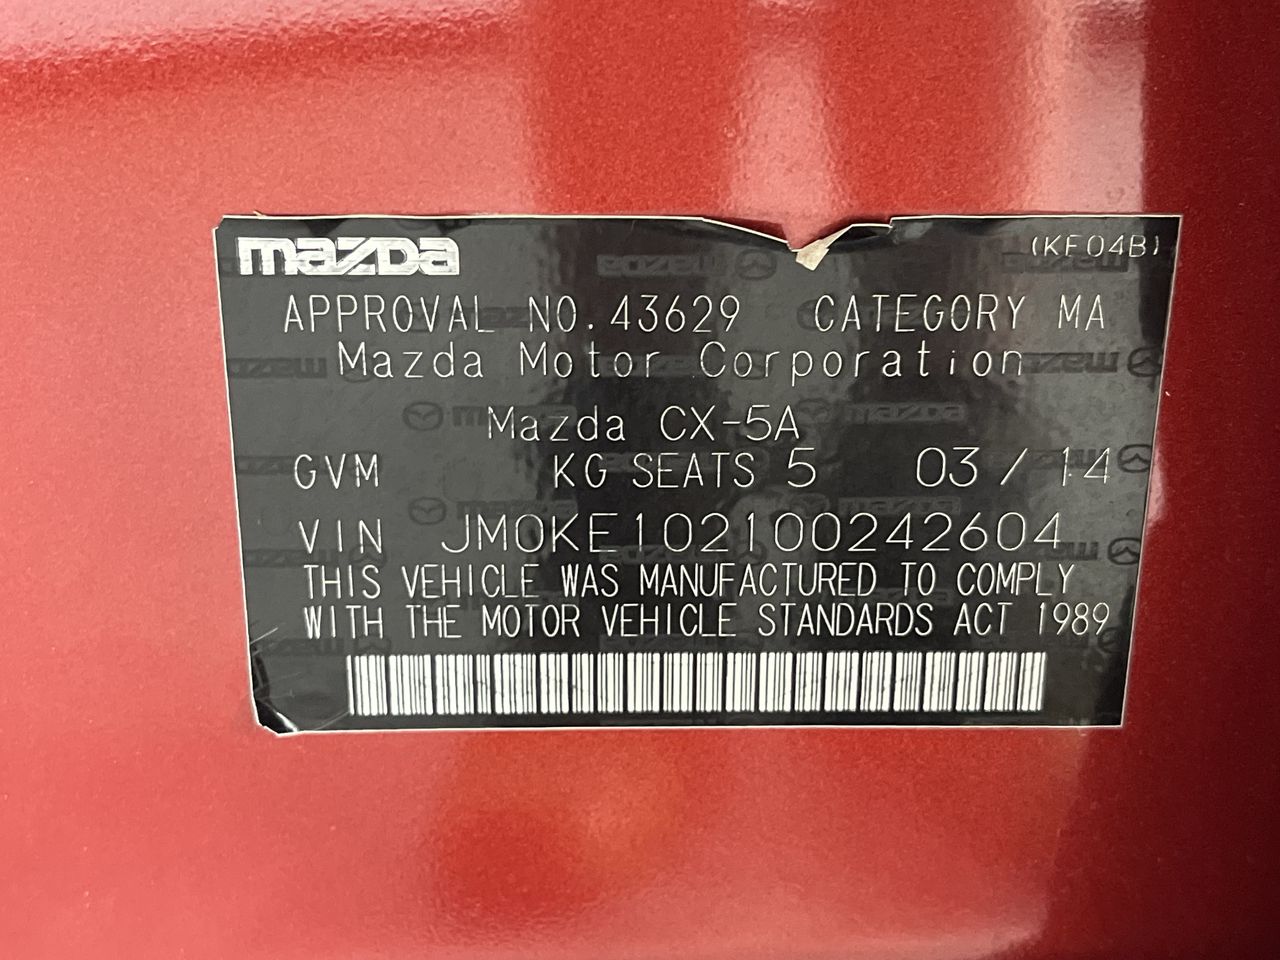 mazda (KF04B)
APPROVAL NO.43629 CATEGORY MA
Mazda Motor Corporation
Mazda CX-5A
GVM KG SEATS 5 03/14
VIN JM0KE102100242604
THIS VEHICLE WAS MANUFACTURED TO COMPLY
WITH THE MOTOR VEHICLE STANDARDS ACT 1989